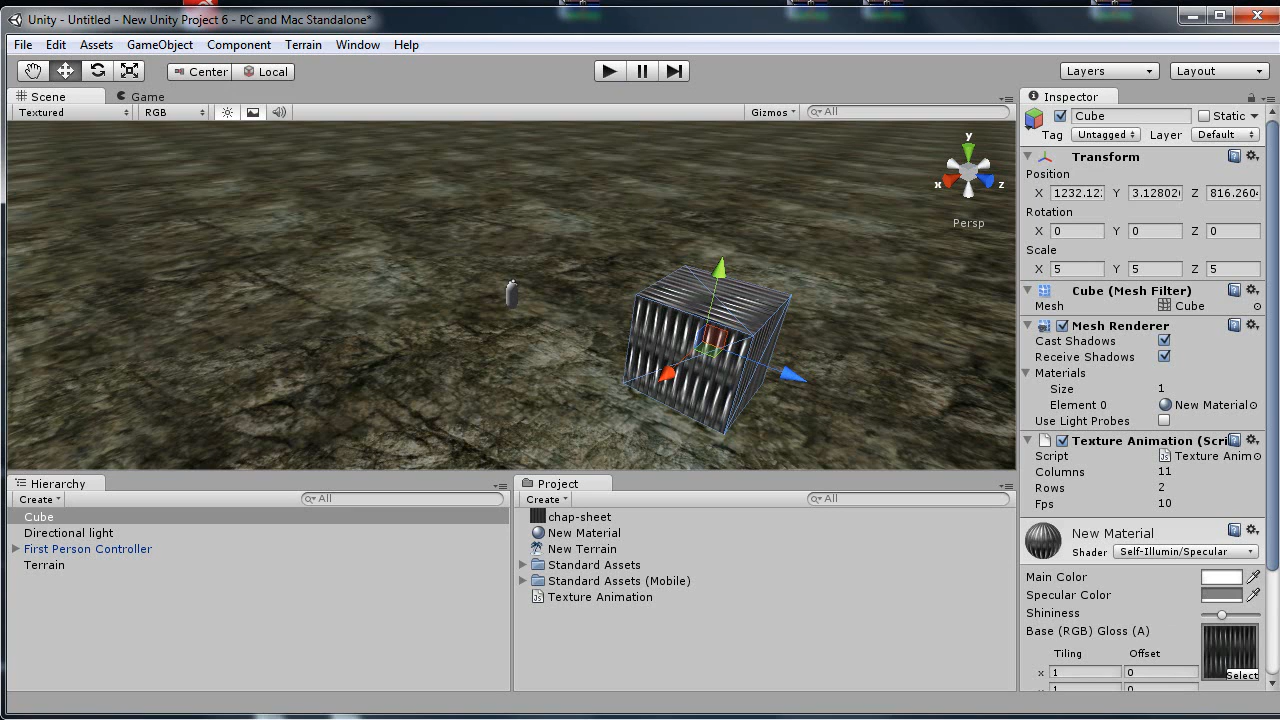 Unity - Untitled - New Unity Project 6 - PC and Mac Standalone*
File Edit Assets GameObject Component Terrain Window Help
Center Local Layers Layout
Scene Game
Textured RGB Gizmos All
y
x z
Persp
Inspector
Cube Static
Tag Untagged Layer Default
Transform
Position
X 1232.12 Y 3.1280 Z 816.260
Rotation
X 0 Y 0 Z 0
Scale
X 5 Y 5 Z 5
Cube (Mesh Filter)
Mesh Cube
Mesh Renderer
Cast Shadows
Receive Shadows
Materials
Size 1
Element 0 New Material
Use Light Probes
Texture Animation (Scri
Script Texture Anim
Columns 11
Rows 2
Fps 10
New Material
Shader Self-Illumin/Specular
Main Color
Specular Color
Shininess
Base (RGB) Gloss (A)
Tiling Offset
x 1 0
Select
Hierarchy
Create All
Cube
Directional light
First Person Controller
Terrain
Project
Create All
chap-sheet
New Material
New Terrain
Standard Assets
Standard Assets (Mobile)
Texture Animation